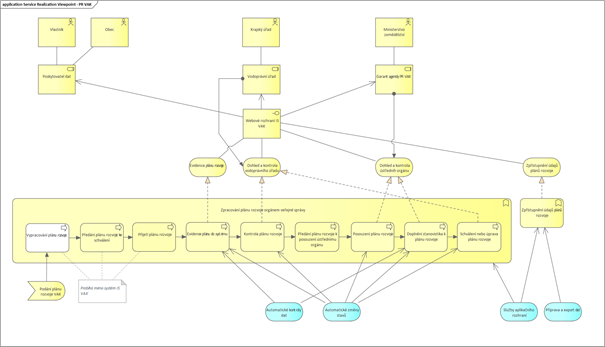 application Service Realization Viewpoint - PR VAK
Vlastník
Obec
Krajský úřad
Ministerstvo
zemědělství
Poskytovatel dat
Vodoprávní úřad
Garant agendy PR VAK
Webové rozhraní IS
VAK
Evidence plánu rozvoje
Dohled a kontrola
vodoprávního úřadu
Dohled a kontrola
ústředního orgánu
Zpřístupnění údajů
plánů rozvoje
Zpracování plánu rozvoje orgánem veřejné správy
Vypracování plánu rozvoje
Předání plánu rozvoje ke
schválení
Přijetí plánu rozvoje
Evidence plánu do správy
Kontrola plánu rozvoje
Předání plánu rozvoje k
posouzení ústřednímu
orgánu
Posouzení plánu rozvoje
Doplnění stanoviska k
plánu rozvoje
Schválení nebo úprava
plánu rozvoje
Zpřístupnění údajů plánů
rozvoje
Podání plánu
rozvoje VAK
Probíhá mimo systém IS
VAK
Automatické kontroly
dat
Automatické změny
stavů
Služby aplikačního
rozhraní
Příprava a export dat